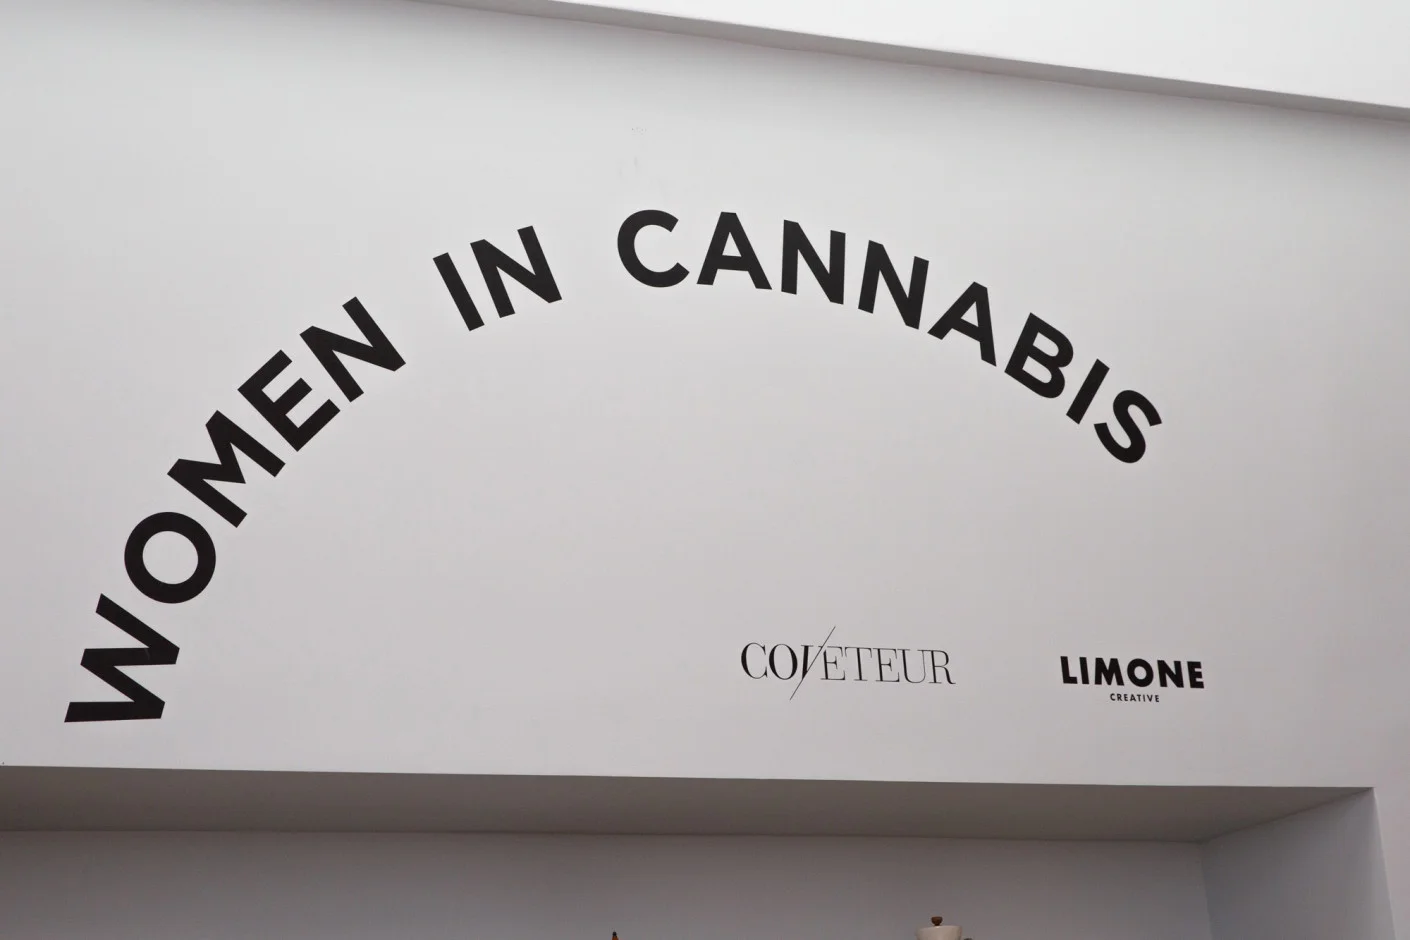 WOMEN IN CANNABIS
COVETEUR
LIMONE
CREATIVE